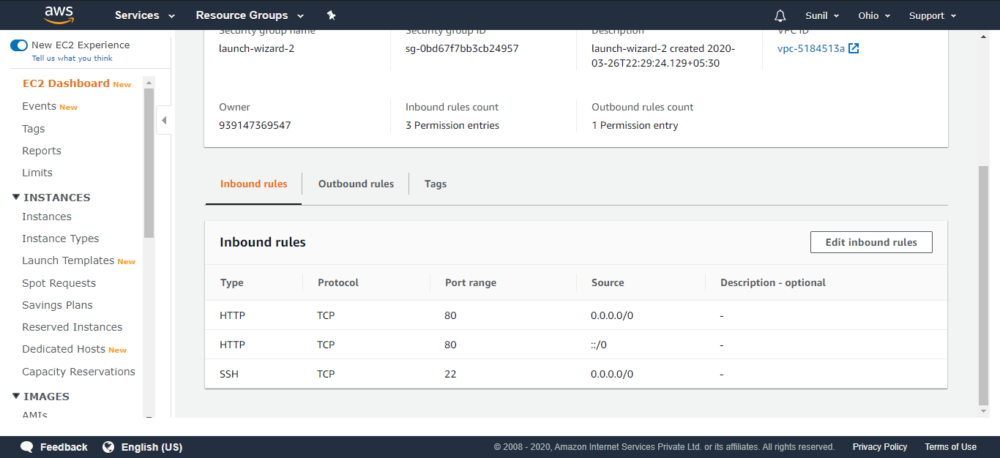 aws Services Resource Groups Sunil Ohio Support
New EC2 Experience
Tell us what you think
EC2 Dashboard New
Events New
Tags
Reports
Limits
INSTANCES
Instances
Instance Types
Launch Templates New
Spot Requests
Savings Plans
Reserved Instances
Dedicated Hosts New
Capacity Reservations
IMAGES
AMIs
Security group name Security group ID Description VPC ID
launch-wizard-2 sg-0bd67f7bb3cb24957 launch-wizard-2 created 2020- vpc-5184513a
03-26T22:29:24.129+05:30
Owner Inbound rules count Outbound rules count
939147369547 3 Permission entries 1 Permission entry
Inbound rules Outbound rules Tags
Inbound rules Edit inbound rules
Type Protocol Port range Source Description - optional
HTTP TCP 80 0.0.0.0/0 -
HTTP TCP 80 ::/0 -
SSH TCP 22 0.0.0.0/0 -
Feedback English (US) © 2008 - 2020, Amazon Internet Services Private Ltd. or its affiliates. All rights reserved. Privacy Policy Terms of Use